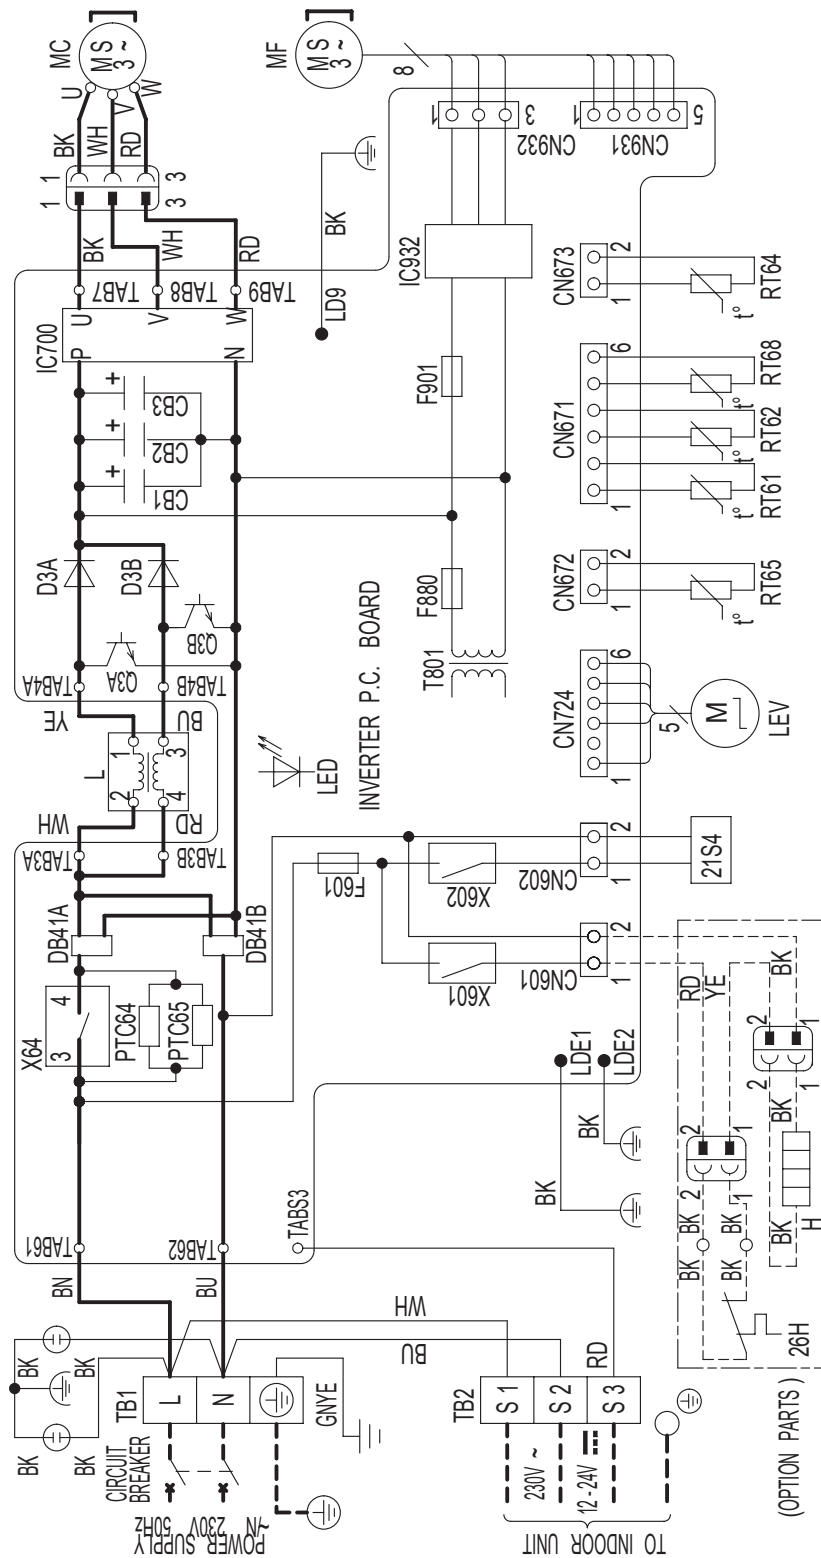 POWER SUPPLY
~/N 230V 50Hz
CIRCUIT
BREAKER
TB1
L
N
GNYE
BK
BK
BK
BK
BN
BU
WH
BU
RD
TO INDOOR UNIT
230V ~
12 - 24V
TB2
S 1
S 2
S 3
TAB61
TAB62
TABS3
X64
3
4
PTC64
PTC65
DB41A
DB41B
TAB3A
TAB3B
WH
RD
L
2
1
4
3
YE
BU
TAB4A
TAB4B
Q3A
Q3B
D3A
D3B
CB1
CB2
CB3
+
+
+
IC700
P
N
U
V
W
TAB7
TAB8
TAB9
BK
WH
RD
1
1
3
3
BK
WH
RD
U
V
W
MC
M S
3 ~
MF
M S
3 ~
8
LED
INVERTER P.C. BOARD
LD9
BK
T801
F880
F901
IC932
1
3
CN932
1
5
CN931
F601
X601
X602
CN601
1
2
CN602
1
2
21S4
LDE1
LDE2
BK
BK
CN724
1
6
5
M
LEV
CN672
1
2
t°
RT65
CN671
1
6
t°
RT61
t°
RT62
t°
RT68
CN673
1
2
t°
RT64
(OPTION PARTS )
26H
BK
BK
BK
BK
2
2
1
1
RD
YE
H
BK
BK
2
2
1
1
BK